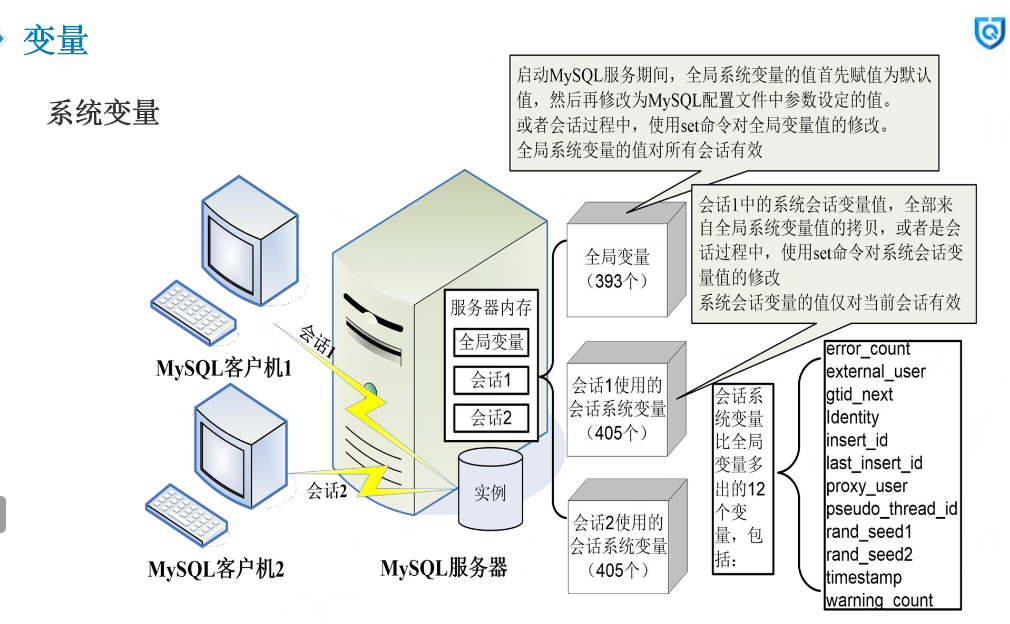 变量
系统变量
启动MySQL服务期间，全局系统变量的值首先赋值为默认
值，然后再修改为MySQL配置文件中参数设定的值。
或者会话过程中，使用set命令对全局变量值的修改。
全局系统变量的值对所有会话有效
会话1中的系统会话变量值，全部来
自全局系统变量值的拷贝，或者是会
话过程中，使用set命令对系统会话变
量值的修改
系统会话变量的值仅对当前会话有效
全局变量
（393个）
服务器内存
全局变量
会话1
会话2
会话1
MySQL客户机1
会话1使用的
会话系统变量
（405个）
会话2
实例
会话2使用的
会话系统变量
（405个）
MySQL客户机2
MySQL服务器
会话系
统变量
比全局
变量多
出的12
个变
量，包
括：
error_count
external_user
gtid_next
Identity
insert_id
last_insert_id
proxy_user
pseudo_thread_id
rand_seed1
rand_seed2
timestamp
warning_count